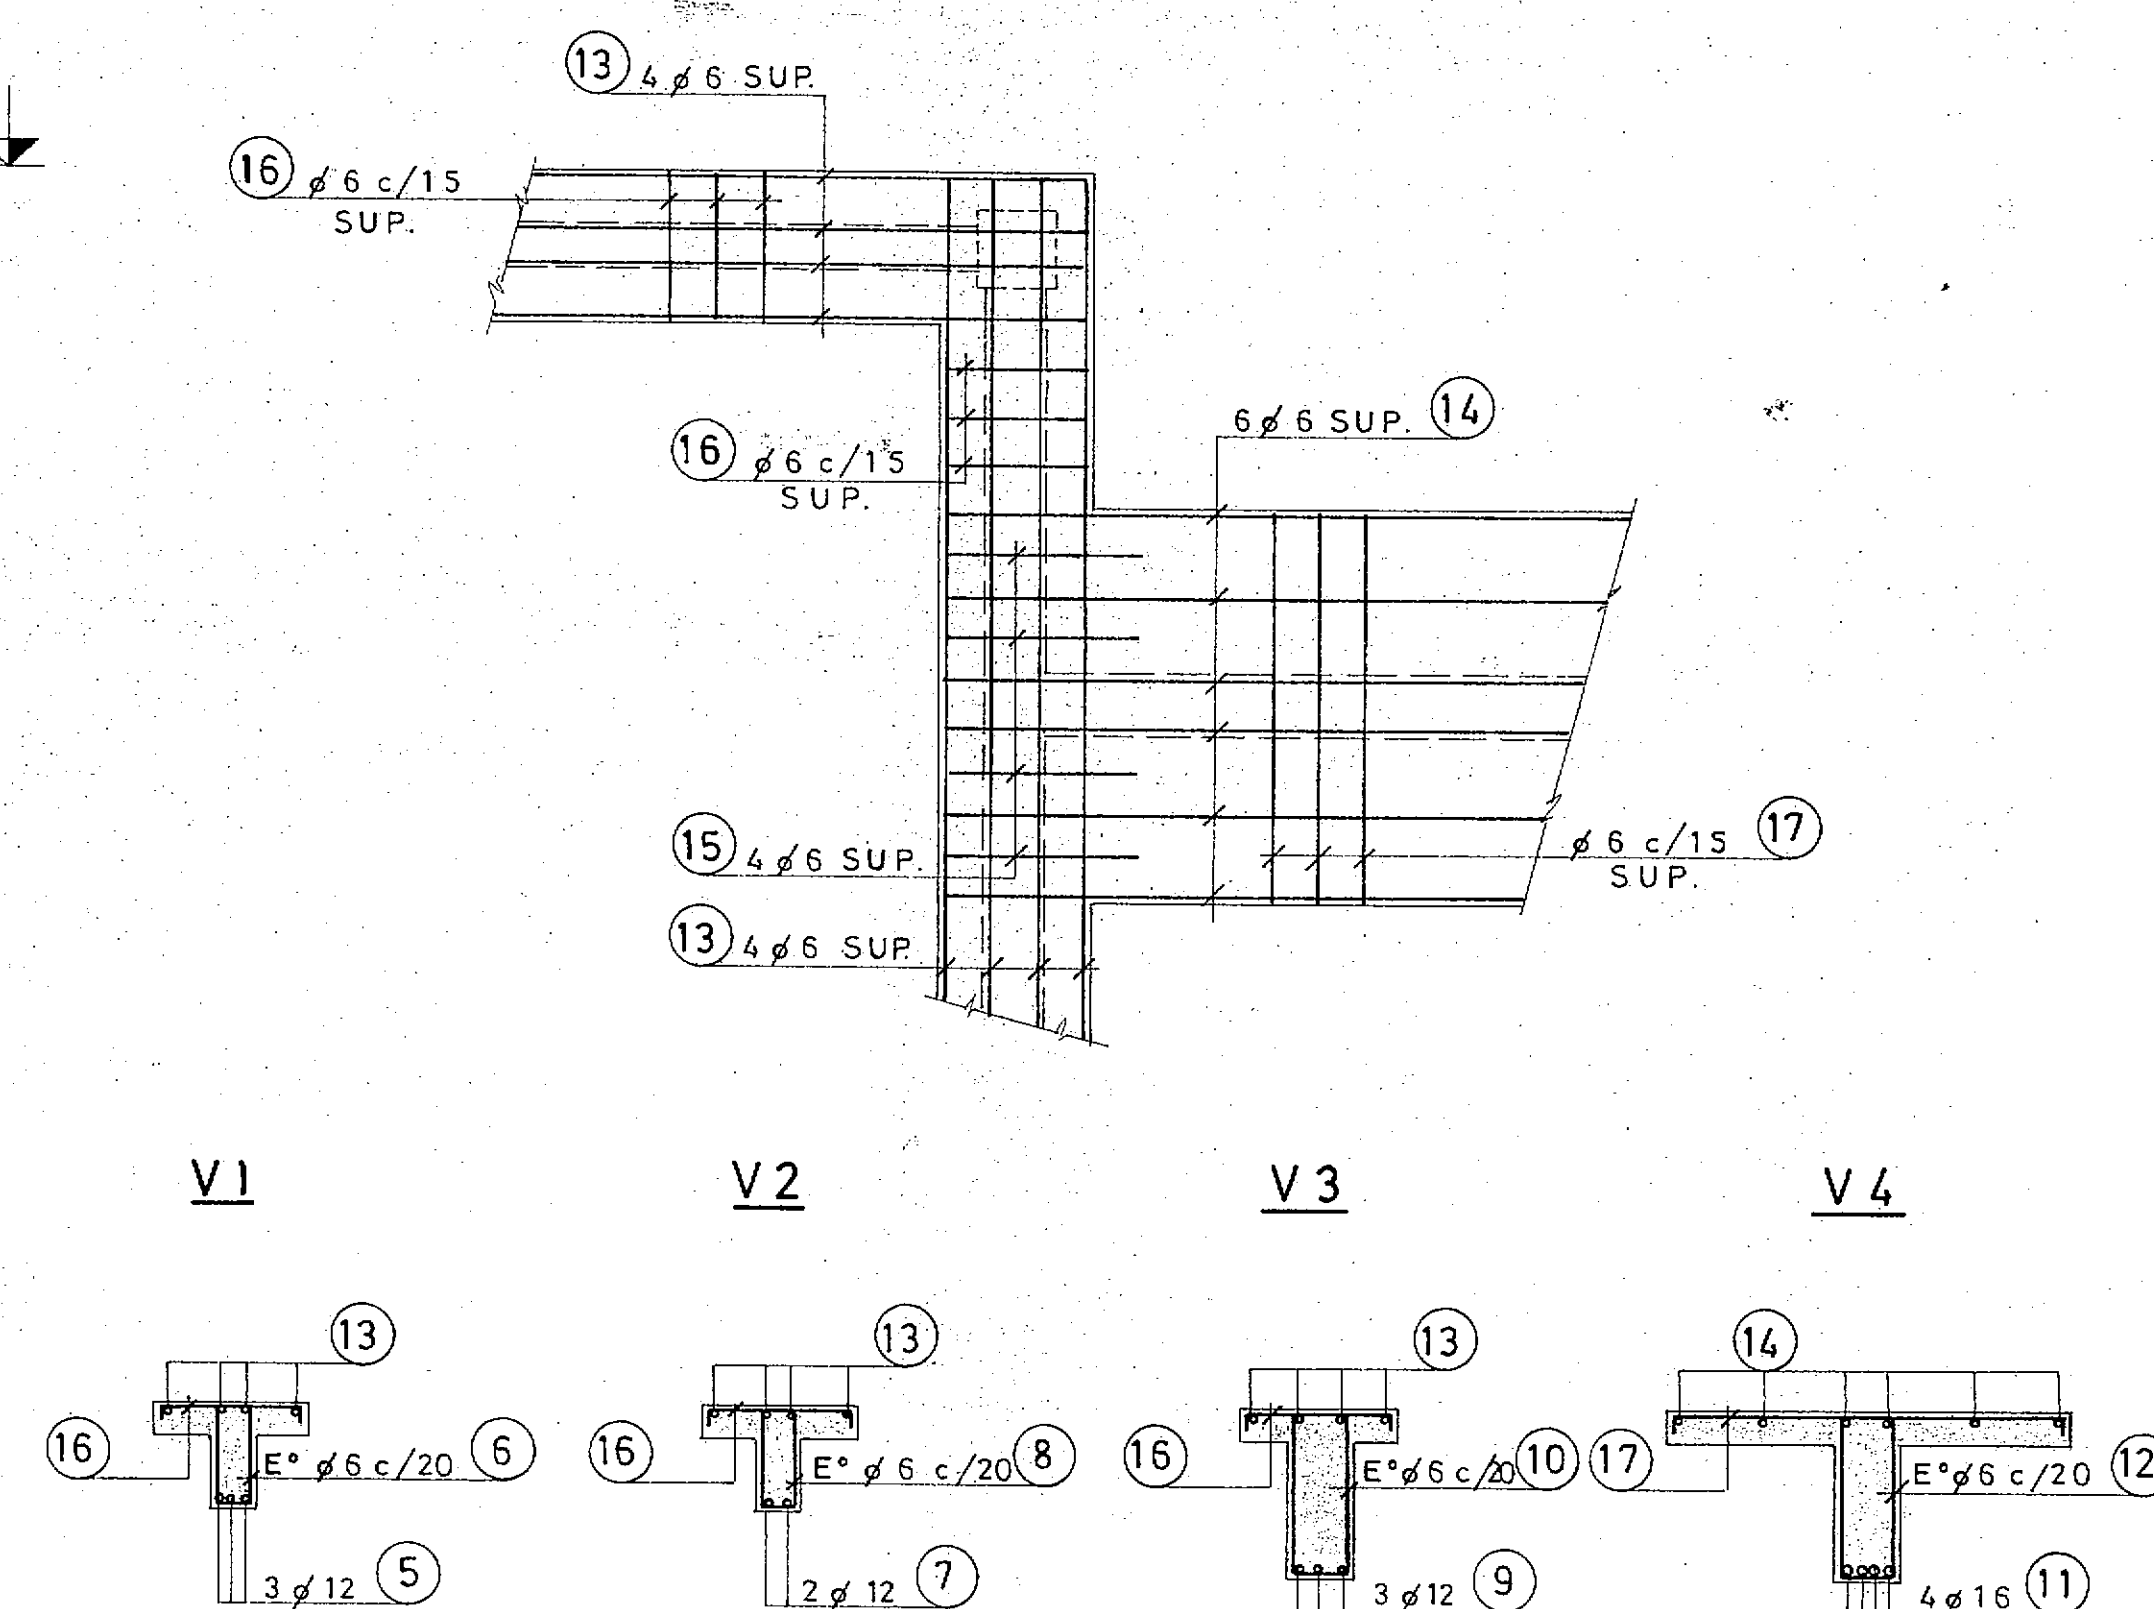 13 4 ⌀ 6 SUP.
16 ⌀ 6 c/15
SUP.
6 ⌀ 6 SUP. 14
16 ⌀ 6 c/15
SUP.
15 4 ⌀ 6 SUP.
⌀ 6 c/15 17
SUP.
13 4 ⌀ 6 SUP.
V1
V2
V3
V4
13
13
13
14
16
E° ⌀ 6 c/20 6
16
E° ⌀ 6 c/20 8
16
E° ⌀ 6 c/20 10
17
E° ⌀ 6 c/20 12
3 ⌀ 12 5
2 ⌀ 12 7
3 ⌀ 12 9
4 ⌀ 16 11